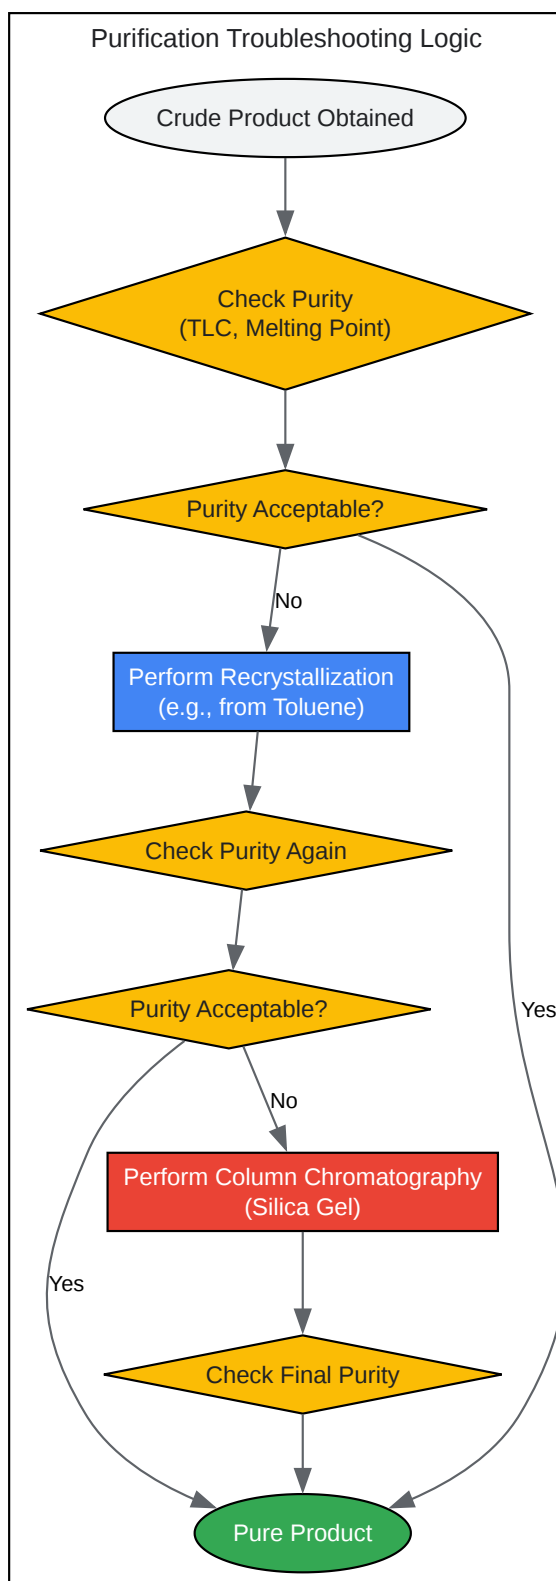 Purification Troubleshooting Logic
Crude Product Obtained
Check Purity
(TLC, Melting Point)
Purity Acceptable?
No
Perform Recrystallization
(e.g., from Toluene)
Check Purity Again
Purity Acceptable?
Yes
No
Perform Column Chromatography
(Silica Gel)
Yes
Check Final Purity
Pure Product